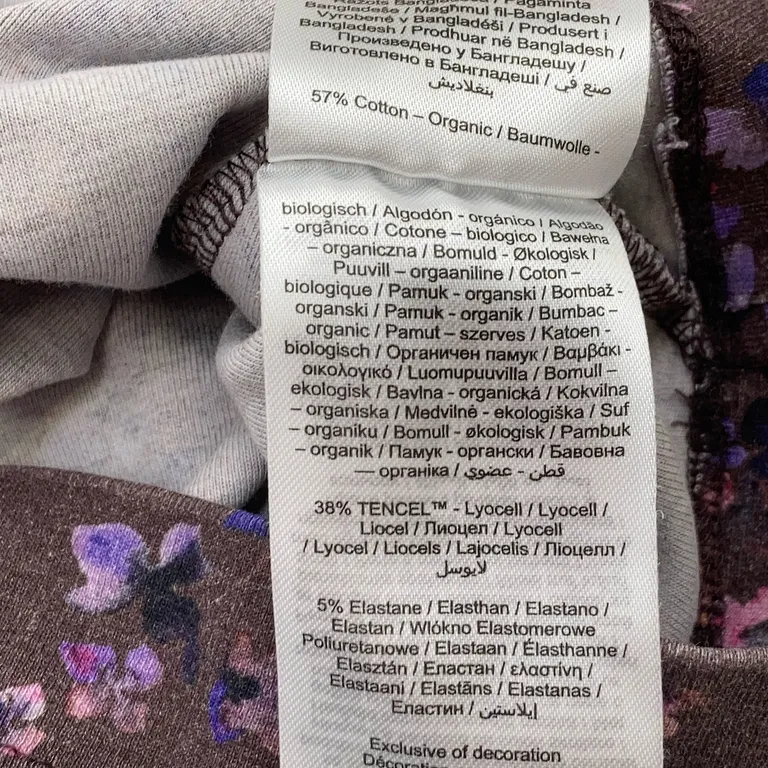 Bangladeše / Magħmul fil-Bangladesh /
Vyrobené v Bangladéši / Produsert i
Bangladesh / Prodhuar në Bangladesh /
Произведено у Бангладешу /
Виготовлено в Бангладеші / صنع في
بنغلاديش
57% Cotton – Organic / Baumwolle -
biologisch / Algodón - orgánico / Algodão
- orgânico / Cotone – biologico / Bawełna
– organiczna / Bomuld - Økologisk /
Puuvill – orgaaniline / Coton –
biologique / Pamuk - organski / Bombaž -
organski / Pamuk - organik / Bumbac –
organic / Pamut – szerves / Katoen -
biologisch / Органичен памук / Βαμβάκι -
οικολογικό / Luomupuuvilla / Bomull –
ekologisk / Bavlna - organická / Kokvilna
– organiska / Medvilnė - ekologiška / Suf
– organiku / Bomull - økologisk / Pambuk
– organik / Памук - органски / Бавовна
— органіка / قطن - عضوي
38% TENCEL™ - Lyocell / Lyocell /
Liocel / Лиоцел / Lyocell
/ Lyocel / Liocels / Lajocelis / Ліоцелл /
لايوسل
5% Elastane / Elasthan / Elastano /
Elastan / Włókno Elastomerowe
Poliuretanowe / Elastaan / Élasthanne /
Elasztán / Еластан / ελαστίνη /
Elastaani / Elastāns / Elastanas /
Еластин / إيلاستين
Exclusive of decoration